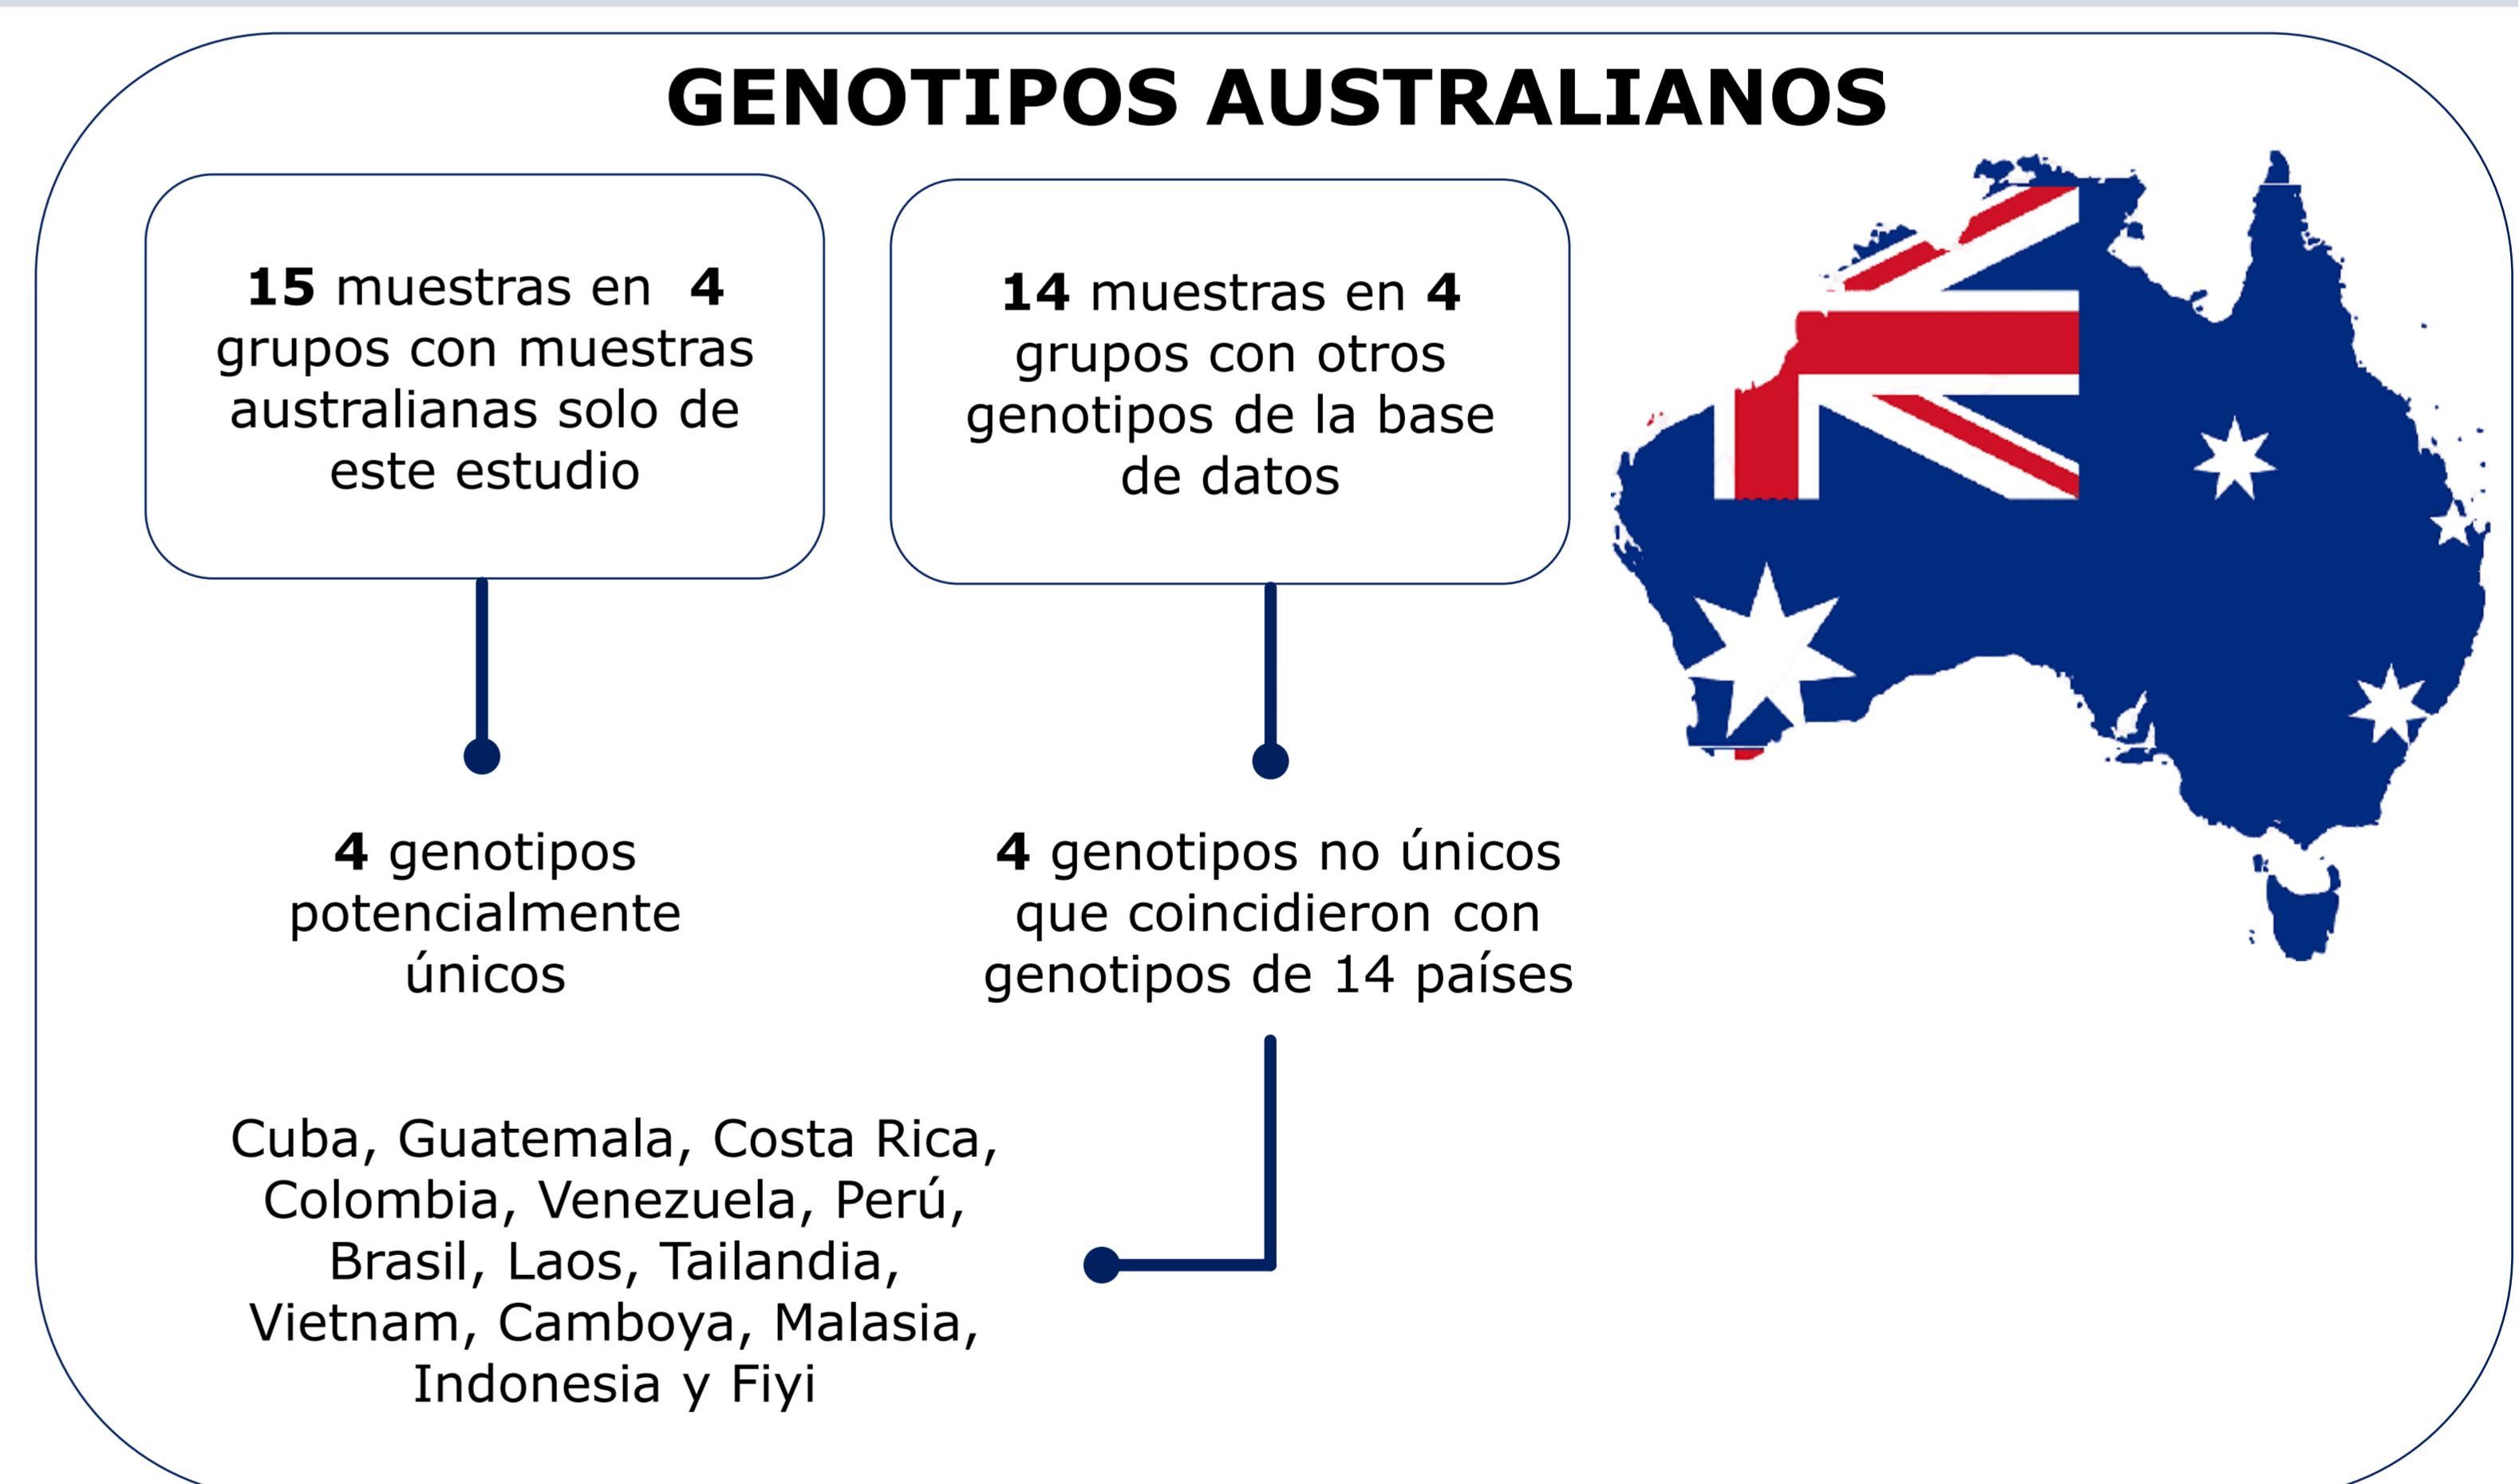 GENOTIPOS AUSTRALIANOS
15 muestras en 4
grupos con muestras
australianas solo de
este estudio
14 muestras en 4
grupos con otros
genotipos de la base
de datos
4 genotipos
potencialmente
únicos
4 genotipos no únicos
que coincidieron con
genotipos de 14 países
Cuba, Guatemala, Costa Rica,
Colombia, Venezuela, Perú,
Brasil, Laos, Tailandia,
Vietnam, Camboya, Malasia,
Indonesia y Fiyi